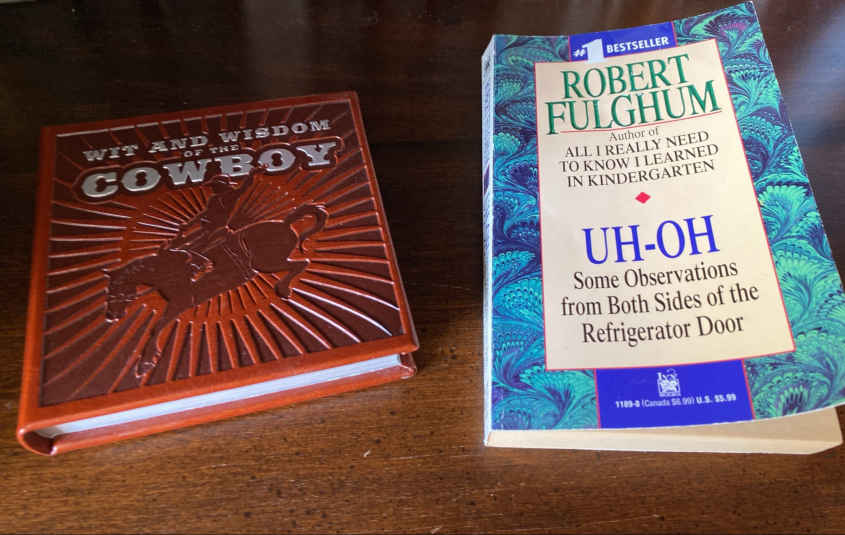 WIT AND WISDOM
OF THE
COWBOY
#1 BESTSELLER
ROBERT
FULGHUM
Author of
ALL I REALLY NEED
TO KNOW I LEARNED
IN KINDERGARTEN
UH-OH
Some Observations
from Both Sides of the
Refrigerator Door
1189-8 (Canada $6.99) U.S. $5.99